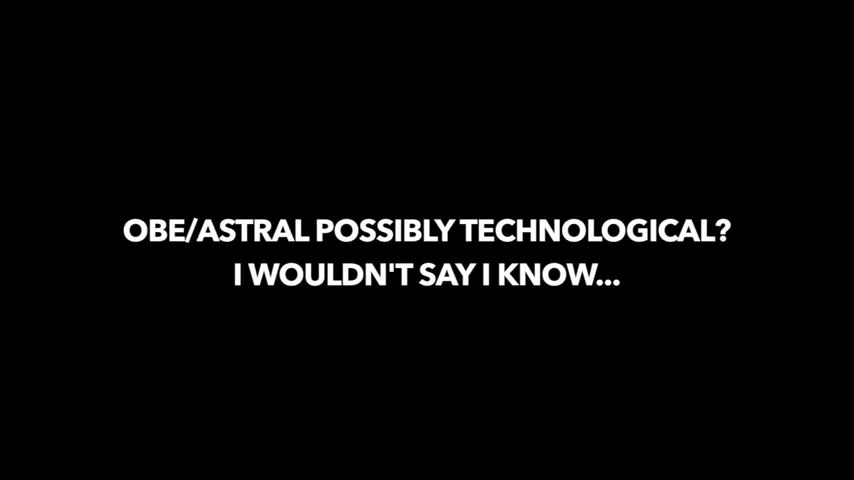 OBE/ASTRAL POSSIBLY TECHNOLOGICAL?
I WOULDN'T SAY I KNOW...